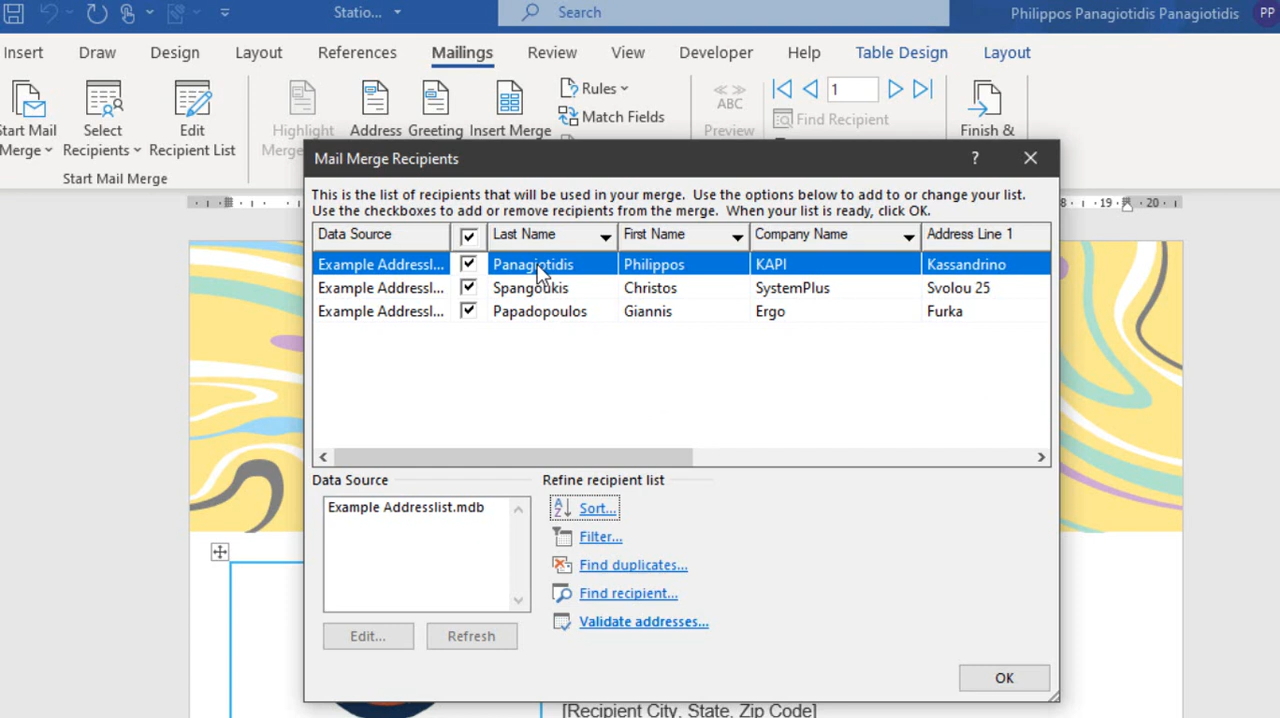 Statio...
Search
Philippos Panagiotidis Panagiotidis
PP
Insert Draw Design Layout References Mailings Review View Developer Help Table Design Layout
Rules
1
ABC
Match Fields
Find Recipient
Start Mail Merge
Select Recipients
Edit Recipient List
Highlight
Address
Greeting
Insert Merge
Preview
Finish &
Start Mail Merge
Mail Merge Recipients
?
This is the list of recipients that will be used in your merge. Use the options below to add to or change your list.
Use the checkboxes to add or remove recipients from the merge. When your list is ready, click OK.
Data Source Last Name First Name Company Name Address Line 1
Example Addressl... Panagiotidis Philippos KAPI Kassandrino
Example Addressl... Spangoukis Christos SystemPlus Svolou 25
Example Addressl... Papadopoulos Giannis Ergo Furka
Data Source
Example Addresslist.mdb
Edit...
Refresh
Refine recipient list
Sort...
Filter...
Find duplicates...
Find recipient...
Validate addresses...
OK
[Recipient City, State, Zip Code]
19
20